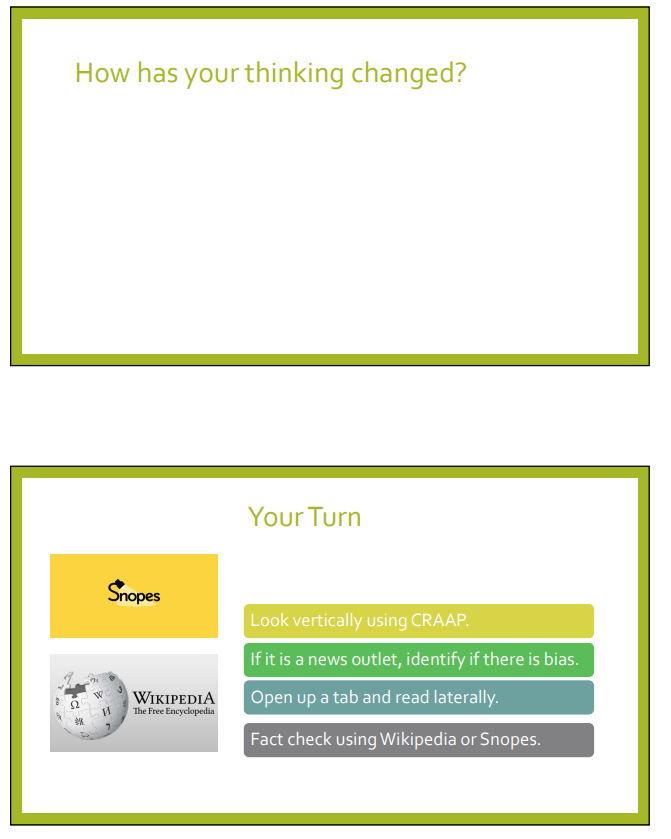 How has your thinking changed?
Your Turn
Snopes
WIKIPEDIA
The Free Encyclopedia
Look vertically using CRAAP.
If it is a news outlet, identify if there is bias.
Open up a tab and read laterally.
Fact check using Wikipedia or Snopes.